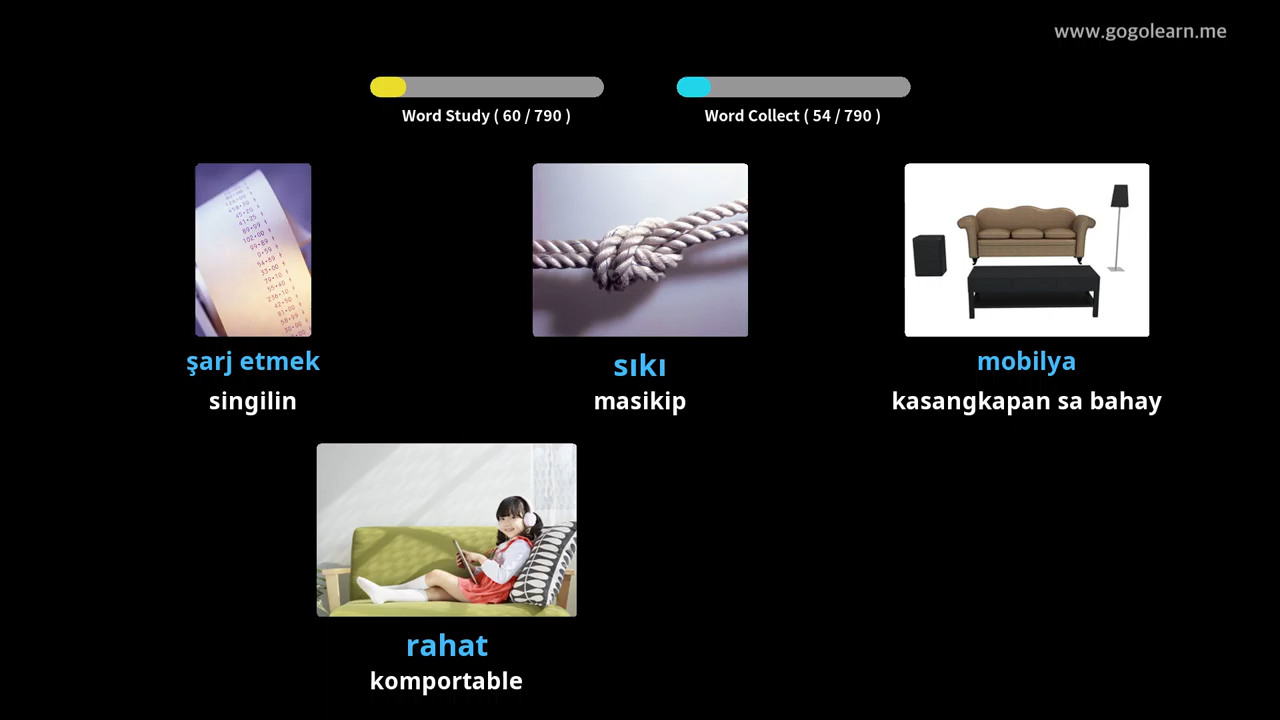 www.gogolearn.me
Word Study ( 60 / 790 )
Word Collect ( 54 / 790 )
şarj etmek
singilin
sıkı
masikip
mobilya
kasangkapan sa bahay
rahat
komportable